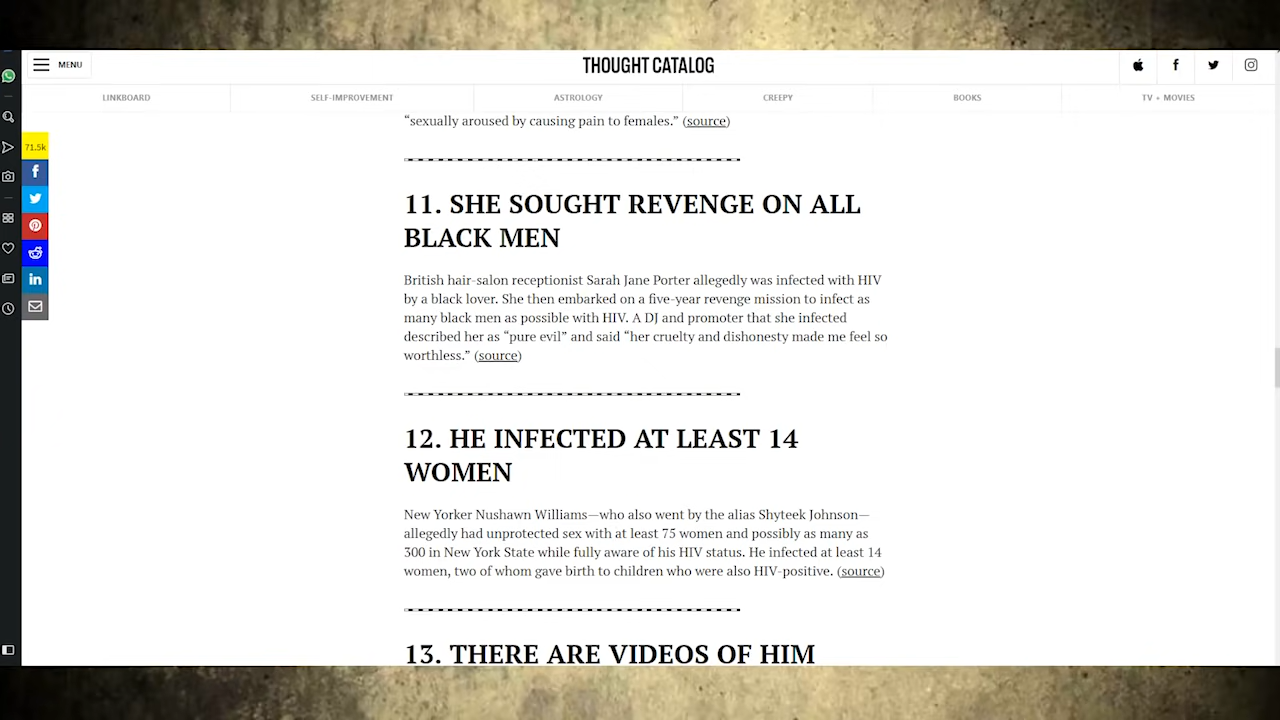 MENU
THOUGHT CATALOG
LINKBOARD
SELF-IMPROVEMENT
ASTROLOGY
CREEPY
BOOKS
TV + MOVIES
“sexually aroused by causing pain to females.” (source)
71.5k
11. SHE SOUGHT REVENGE ON ALL
BLACK MEN
British hair-salon receptionist Sarah Jane Porter allegedly was infected with HIV
by a black lover. She then embarked on a five-year revenge mission to infect as
many black men as possible with HIV. A DJ and promoter that she infected
described her as “pure evil” and said “her cruelty and dishonesty made me feel so
worthless.” (source)
12. HE INFECTED AT LEAST 14
WOMEN
New Yorker Nushawn Williams—who also went by the alias Shyteek Johnson—
allegedly had unprotected sex with at least 75 women and possibly as many as
300 in New York State while fully aware of his HIV status. He infected at least 14
women, two of whom gave birth to children who were also HIV-positive. (source)
13. THERE ARE VIDEOS OF HIM